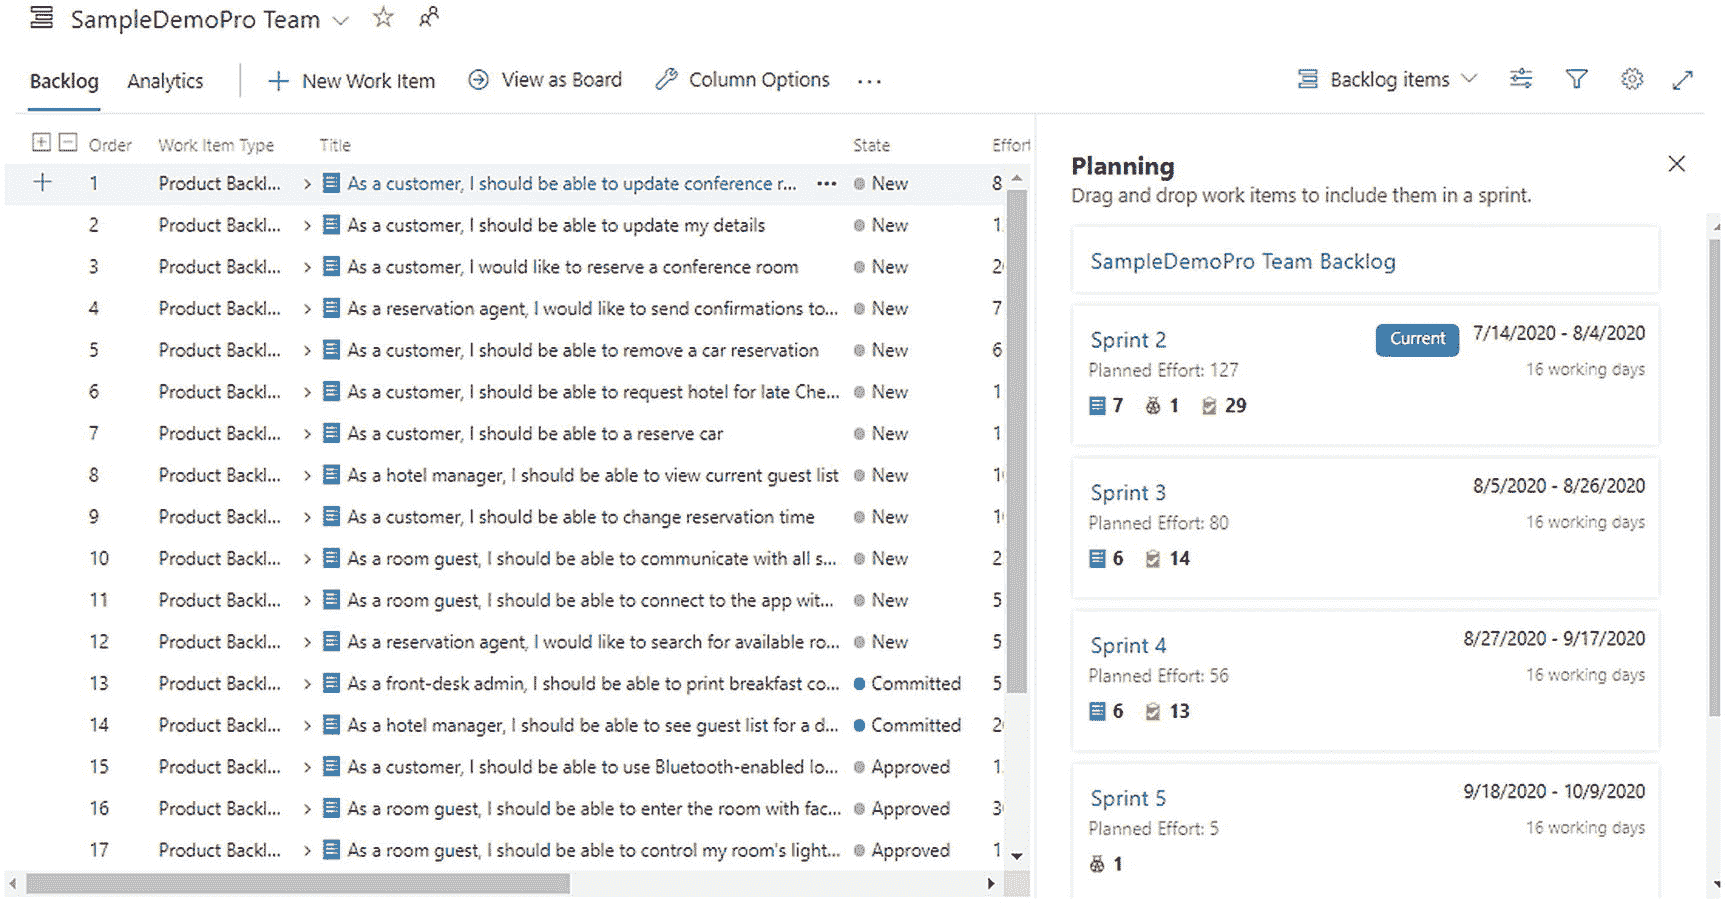 SampleDemoPro Team
Backlog Analytics New Work Item View as Board Column Options ... Backlog items
Order Work Item Type Title State Effort
1 Product Backl... As a customer, I should be able to update conference r... ... New 8
2 Product Backl... As a customer, I should be able to update my details New 1
3 Product Backl... As a customer, I would like to reserve a conference room New 2
4 Product Backl... As a reservation agent, I would like to send confirmations to... New 7
5 Product Backl... As a customer, I should be able to remove a car reservation New 6
6 Product Backl... As a customer, I should be able to request hotel for late Che... New 1
7 Product Backl... As a customer, I should be able to a reserve car New 1
8 Product Backl... As a hotel manager, I should be able to view current guest list New 1
9 Product Backl... As a customer, I should be able to change reservation time New 1
10 Product Backl... As a room guest, I should be able to communicate with all s... New 2
11 Product Backl... As a room guest, I should be able to connect to the app wit... New 5
12 Product Backl... As a reservation agent, I would like to search for available ro... New 5
13 Product Backl... As a front-desk admin, I should be able to print breakfast co... Committed 5
14 Product Backl... As a hotel manager, I should be able to see guest list for a d... Committed 2
15 Product Backl... As a customer, I should be able to use Bluetooth-enabled lo... Approved 1
16 Product Backl... As a room guest, I should be able to enter the room with fac... Approved 3
17 Product Backl... As a room guest, I should be able to control my room's light... Approved 1
Planning
Drag and drop work items to include them in a sprint.
SampleDemoPro Team Backlog
Sprint 2 Current 7/14/2020 - 8/4/2020
Planned Effort: 127 16 working days
7 1 29
Sprint 3 8/5/2020 - 8/26/2020
Planned Effort: 80 16 working days
6 14
Sprint 4 8/27/2020 - 9/17/2020
Planned Effort: 56 16 working days
6 13
Sprint 5 9/18/2020 - 10/9/2020
Planned Effort: 5 16 working days
1